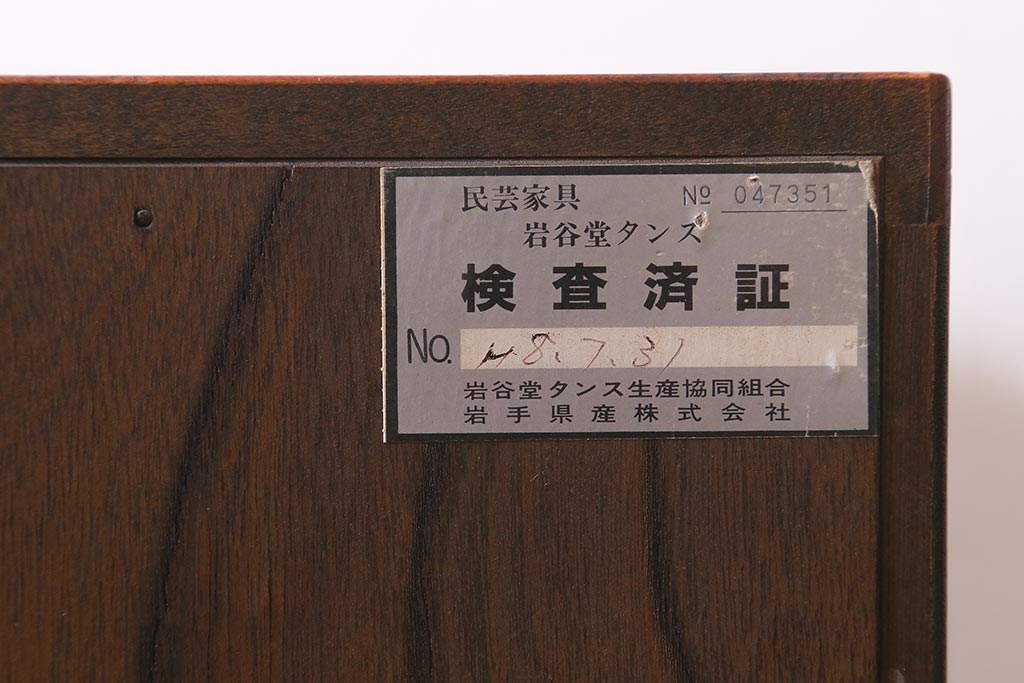 民芸家具 № 047351
岩谷堂タンス
検査済証
No. H8.7.31
岩谷堂タンス生産協同組合
岩手県産株式会社